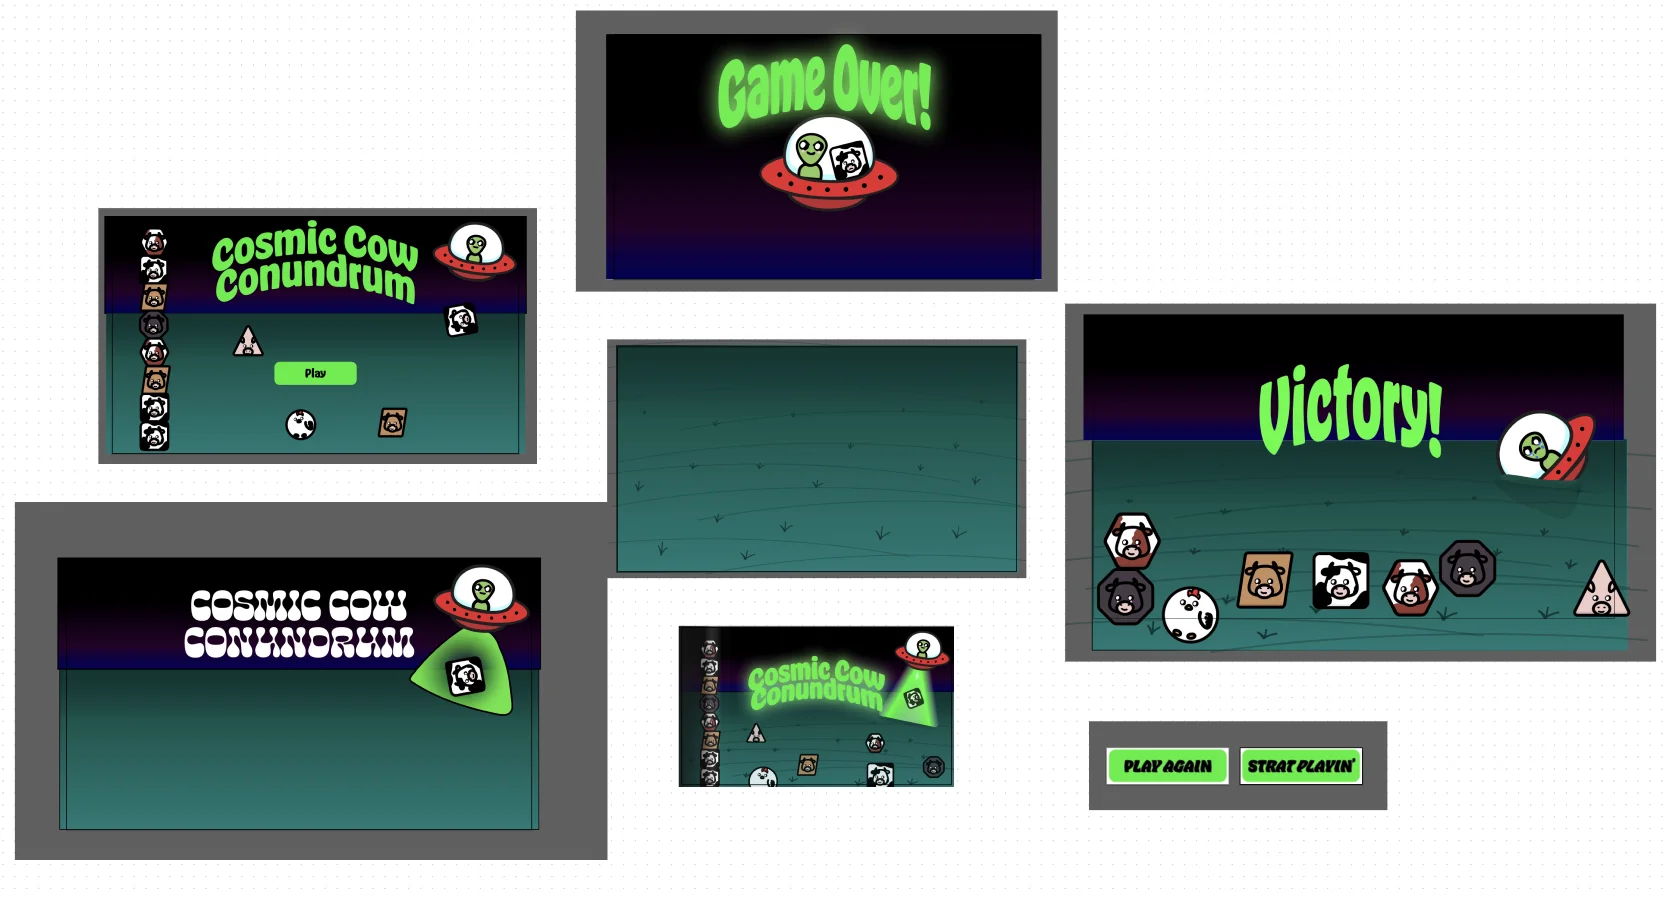 Game Over!
Cosmic Cow
Conundrum
Play
Victory!
COSMIC COW
CONUNDRUM
Cosmic Cow
Conundrum
PLAY AGAIN
STRAT PLAYIN'